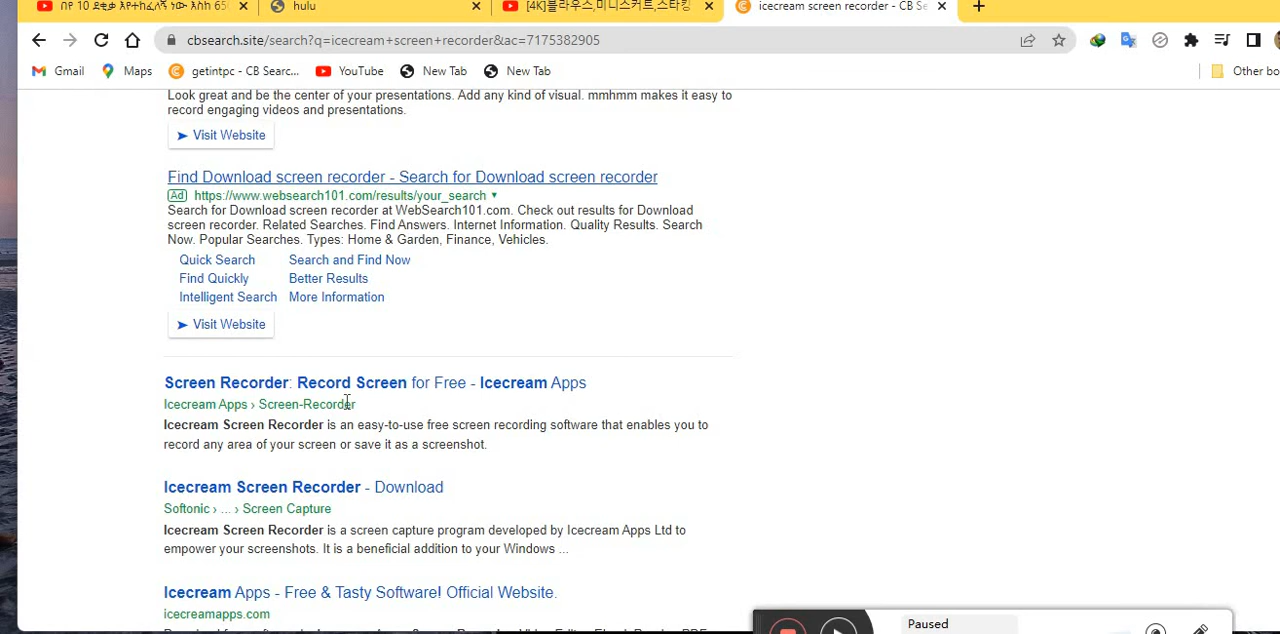 በየ 10 ደቂቃ እየተከፈለኝ ነው እስከ 65
hulu
[4K]블라우스,미니스커트,스타킹
icecream screen recorder - CB Se
cbsearch.site/search?q=icecream+screen+recorder&ac=7175382905
Gmail
Maps
getintpc - CB Searc...
YouTube
New Tab
New Tab
Other bo
Look great and be the center of your presentations. Add any kind of visual. mmhmm makes it easy to
record engaging videos and presentations.
➤ Visit Website
Find Download screen recorder - Search for Download screen recorder
Ad https://www.websearch101.com/results/your_search ▾
Search for Download screen recorder at WebSearch101.com. Check out results for Download
screen recorder. Related Searches. Find Answers. Internet Information. Quality Results. Search
Now. Popular Searches. Types: Home & Garden, Finance, Vehicles.
Quick Search Search and Find Now
Find Quickly Better Results
Intelligent Search More Information
➤ Visit Website
Screen Recorder: Record Screen for Free - Icecream Apps
Icecream Apps › Screen-Recorder
Icecream Screen Recorder is an easy-to-use free screen recording software that enables you to
record any area of your screen or save it as a screenshot.
Icecream Screen Recorder - Download
Softonic › ... › Screen Capture
Icecream Screen Recorder is a screen capture program developed by Icecream Apps Ltd to
empower your screenshots. It is a beneficial addition to your Windows ...
Icecream Apps - Free & Tasty Software! Official Website.
icecreamapps.com
Paused